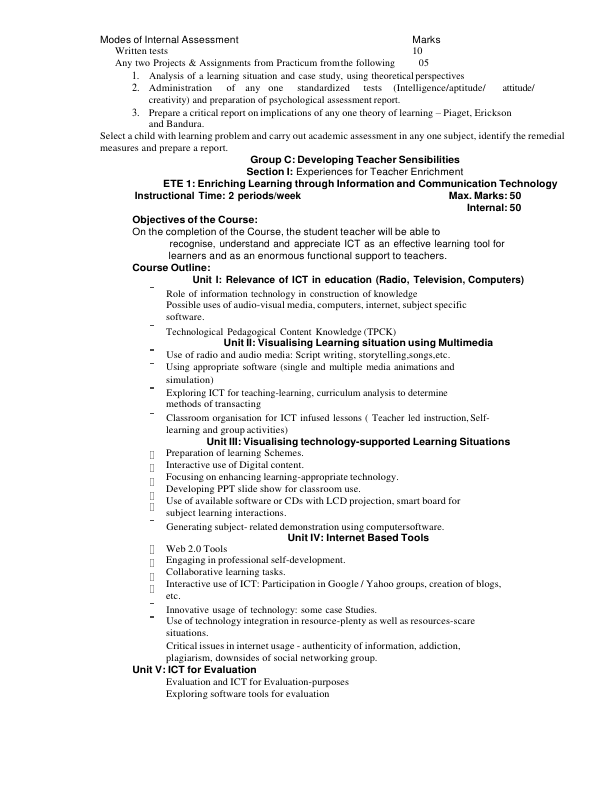 Modes of Internal Assessment Marks
Written tests 10
Any two Projects & Assignments from Practicum from the following 05
1. Analysis of a learning situation and case study, using theoretical perspectives
2. Administration of any one standardized tests (Intelligence/aptitude/ attitude/
creativity) and preparation of psychological assessment report.
3. Prepare a critical report on implications of any one theory of learning – Piaget, Erickson
and Bandura.
Select a child with learning problem and carry out academic assessment in any one subject, identify the remedial
measures and prepare a report.
Group C: Developing Teacher Sensibilities
Section I: Experiences for Teacher Enrichment
ETE 1: Enriching Learning through Information and Communication Technology
Instructional Time: 2 periods/week Max. Marks: 50
Internal: 50
Objectives of the Course:
On the completion of the Course, the student teacher will be able to
recognise, understand and appreciate ICT as an effective learning tool for
learners and as an enormous functional support to teachers.
Course Outline:
Unit I: Relevance of ICT in education (Radio, Television, Computers)
Role of information technology in construction of knowledge
Possible uses of audio-visual media, computers, internet, subject specific
software.
Technological Pedagogical Content Knowledge (TPCK)
Unit II: Visualising Learning situation using Multimedia
Use of radio and audio media: Script writing, storytelling,songs,etc.
Using appropriate software (single and multiple media animations and
simulation)
Exploring ICT for teaching-learning, curriculum analysis to determine
methods of transacting
Classroom organisation for ICT infused lessons ( Teacher led instruction, Self-
learning and group activities)
Unit III: Visualising technology-supported Learning Situations
Preparation of learning Schemes.
Interactive use of Digital content.
Focusing on enhancing learning-appropriate technology.
Developing PPT slide show for classroom use.
Use of available software or CDs with LCD projection, smart board for
subject learning interactions.
Generating subject- related demonstration using computersoftware.
Unit IV: Internet Based Tools
Web 2.0 Tools
Engaging in professional self-development.
Collaborative learning tasks.
Interactive use of ICT: Participation in Google / Yahoo groups, creation of blogs,
etc.
Innovative usage of technology: some case Studies.
Use of technology integration in resource-plenty as well as resources-scare
situations.
Critical issues in internet usage - authenticity of information, addiction,
plagiarism, downsides of social networking group.
Unit V: ICT for Evaluation
Evaluation and ICT for Evaluation-purposes
Exploring software tools for evaluation